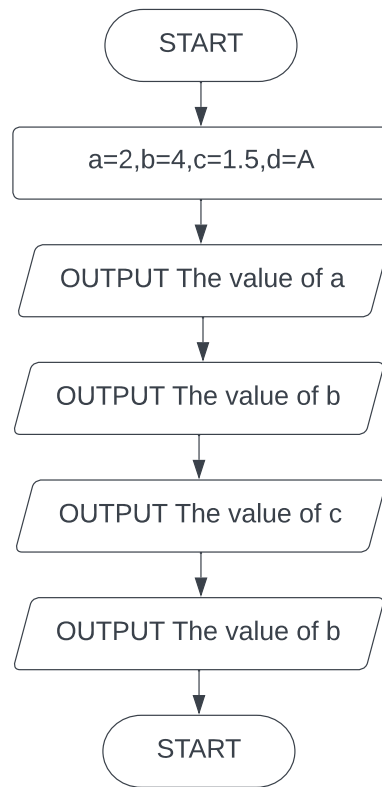 START
a=2,b=4,c=1.5,d=A
OUTPUT The value of a
OUTPUT The value of b
OUTPUT The value of c
OUTPUT The value of b
START